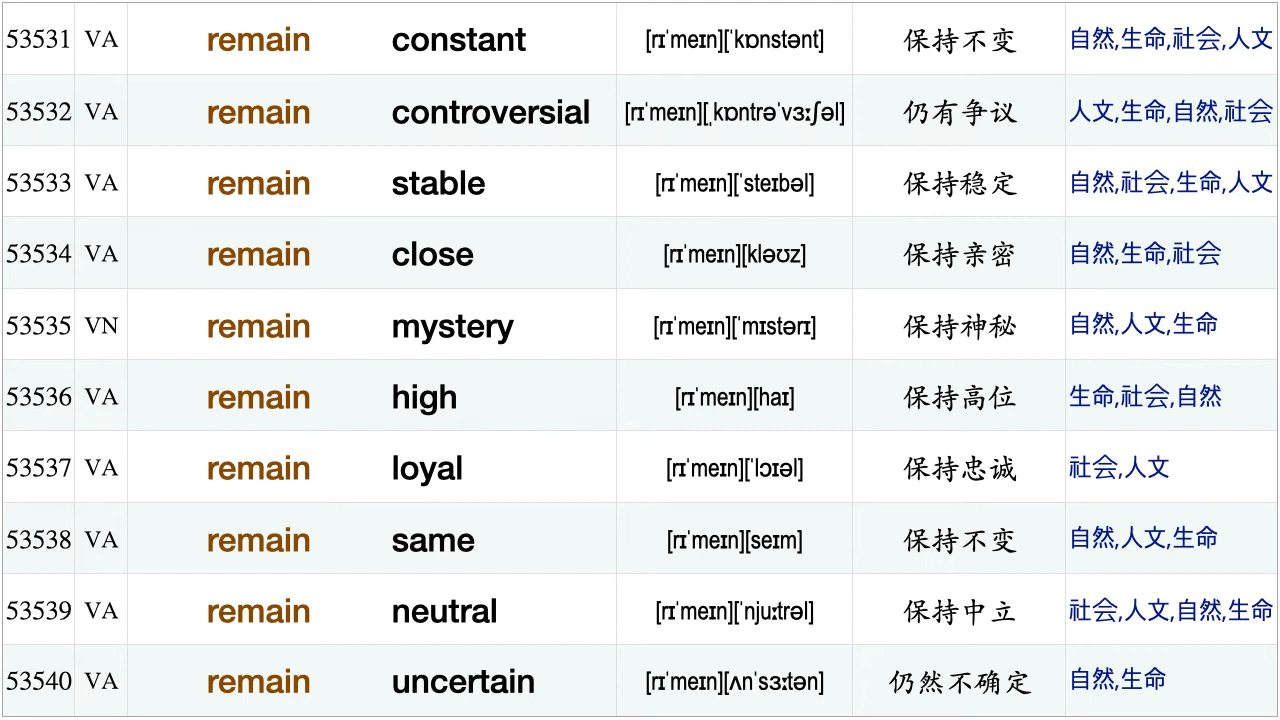 53531 VA remain constant [rɪˈmeɪn][ˈkɒnstənt] 保持不变 自然,生命,社会,人文
53532 VA remain controversial [rɪˈmeɪn][ˌkɒntrəˈvɜːʃəl] 仍有争议 人文,生命,自然,社会
53533 VA remain stable [rɪˈmeɪn][ˈsteɪbəl] 保持稳定 自然,社会,生命,人文
53534 VA remain close [rɪˈmeɪn][kləʊz] 保持亲密 自然,生命,社会
53535 VN remain mystery [rɪˈmeɪn][ˈmɪstərɪ] 保持神秘 自然,人文,生命
53536 VA remain high [rɪˈmeɪn][haɪ] 保持高位 生命,社会,自然
53537 VA remain loyal [rɪˈmeɪn][ˈlɔɪəl] 保持忠诚 社会,人文
53538 VA remain same [rɪˈmeɪn][seɪm] 保持不变 自然,人文,生命
53539 VA remain neutral [rɪˈmeɪn][ˈnjuːtrəl] 保持中立 社会,人文,自然,生命
53540 VA remain uncertain [rɪˈmeɪn][ʌnˈsɜːtən] 仍然不确定 自然,生命